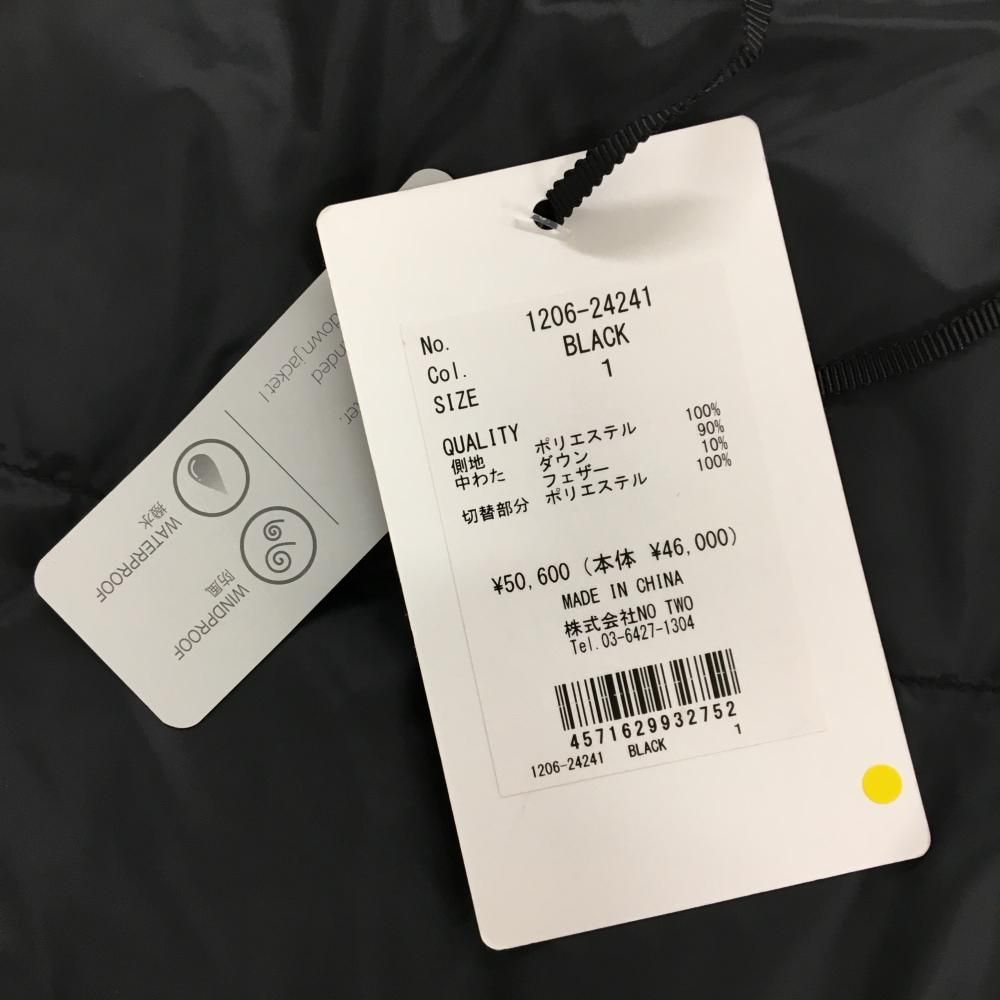 No. 1206-24241
Col. BLACK
SIZE 1
QUALITY
側地 ポリエステル 100%
中わた ダウン 90%
フェザー 10%
切替部分 ポリエステル 100%
¥50,600 (本体 ¥46,000)
MADE IN CHINA
株式会社NO TWO
Tel.03-6427-1304
4571629932752
1206-24241 BLACK 1
down jacket
WATERPROOF
撥水
WINDPROOF
防風